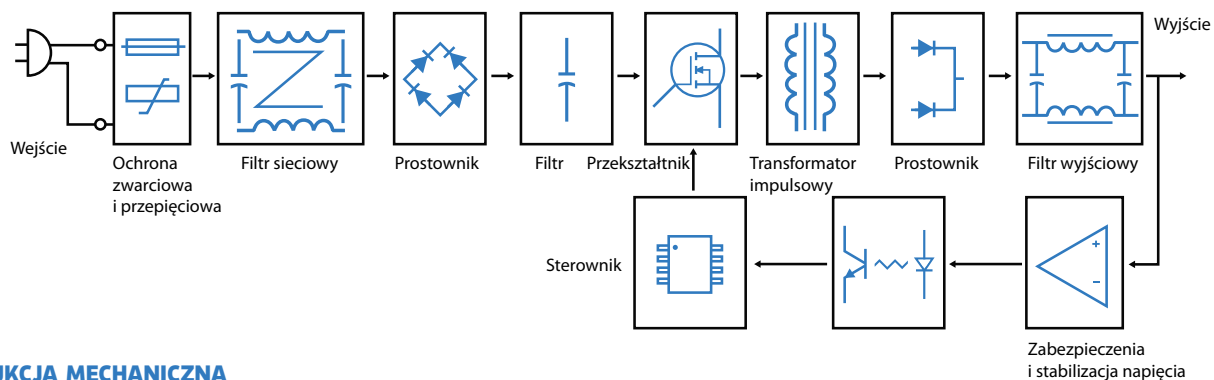 Wyjście
Wejście
Ochrona
zwarciowa
i przepięciowa
Filtr sieciowy
Prostownik
Filtr
Przekształtnik
Transformator
impulsowy
Prostownik
Filtr wyjściowy
Sterownik
+
−
Zabezpieczenia
i stabilizacja napięcia
UKCJA MECHANICZNA